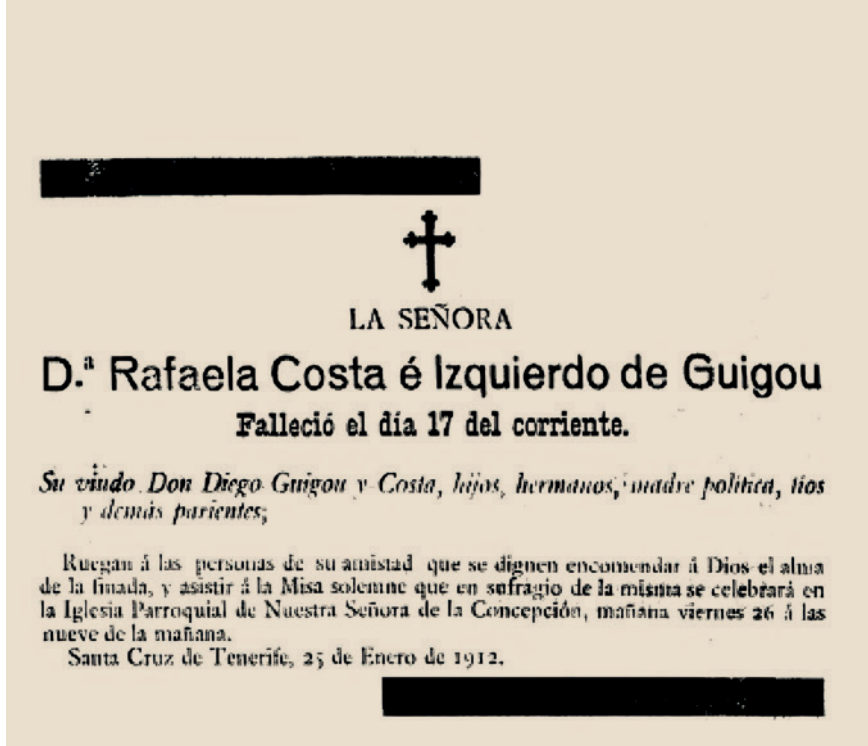 LA SEÑORA
D.ª Rafaela Costa é Izquierdo de Guigou
Falleció el día 17 del corriente.
Su viudo Don Diego Guigou y Costa, hijos, hermanos, madre política, tíos
y demás parientes;
Ruegan á las personas de su amistad que se dignen encomendar á Dios el alma
de la finada, y asistir á la Misa solemne que en sufragio de la misma se celebrará en
la Iglesia Parroquial de Nuestra Señora de la Concepción, mañana viernes 26 á las
nueve de la mañana.
Santa Cruz de Tenerife, 25 de Enero de 1912.